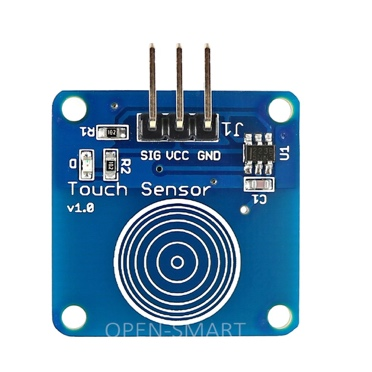 R1
J1
SIG VCC GND
U1
D
R2
Touch Sensor
C1
v1.0
OPEN-SMART